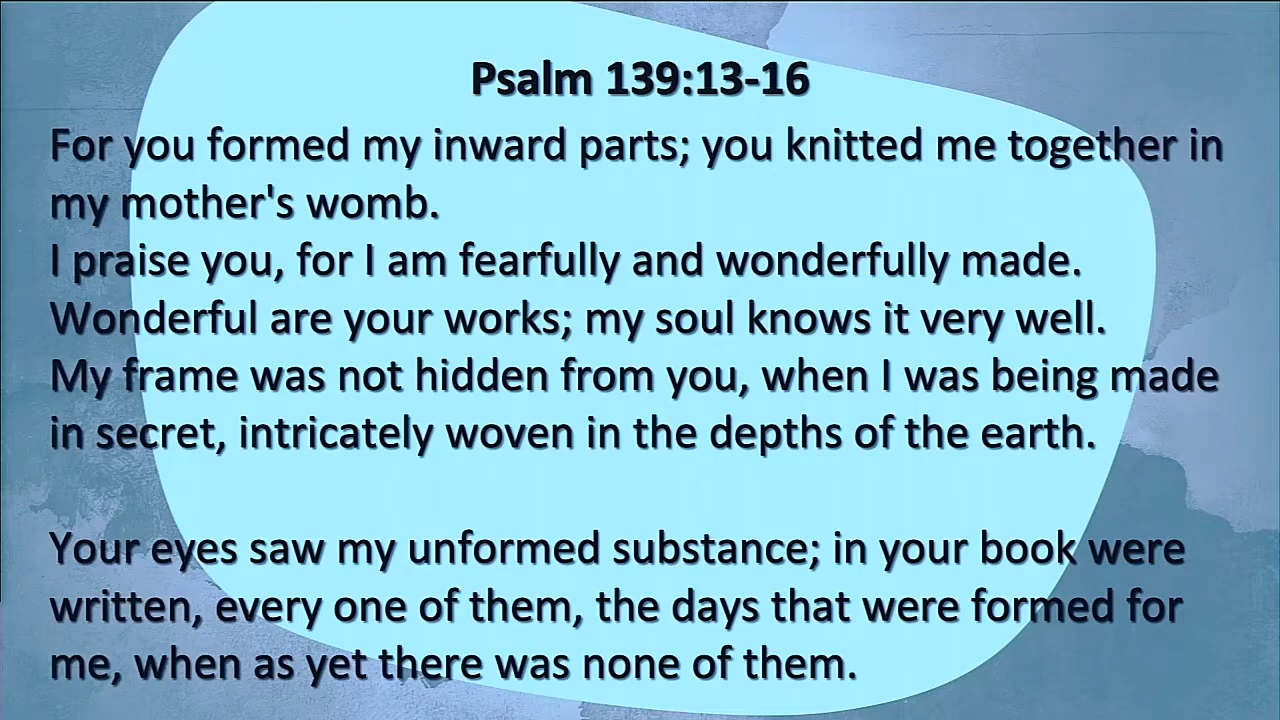 Psalm 139:13-16
For you formed my inward parts; you knitted me together in
my mother's womb.
I praise you, for I am fearfully and wonderfully made.
Wonderful are your works; my soul knows it very well.
My frame was not hidden from you, when I was being made
in secret, intricately woven in the depths of the earth.
Your eyes saw my unformed substance; in your book were
written, every one of them, the days that were formed for
me, when as yet there was none of them.